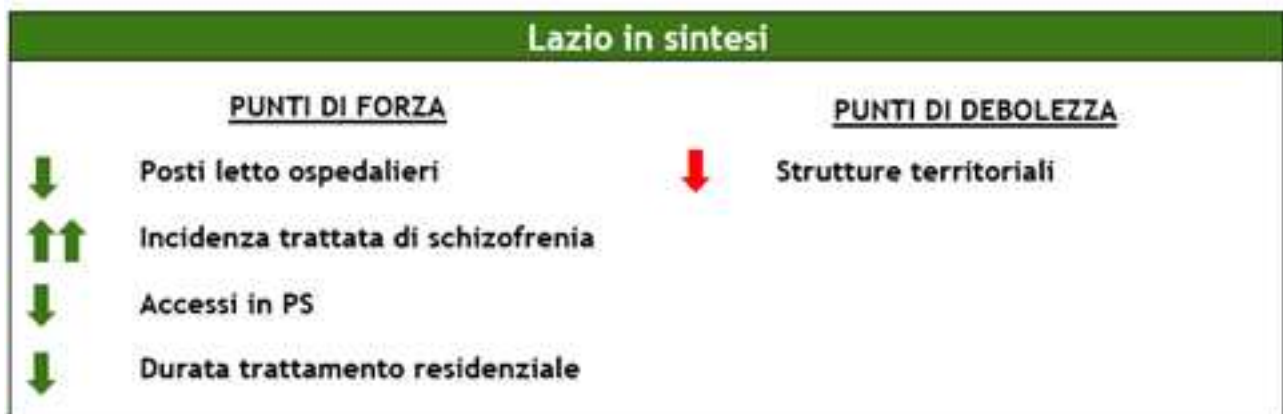 Lazio in sintesi
PUNTI DI FORZA
Posti letto ospedalieri
Incidenza trattata di schizofrenia
Accessi in PS
Durata trattamento residenziale
PUNTI DI DEBOLEZZA
Strutture territoriali